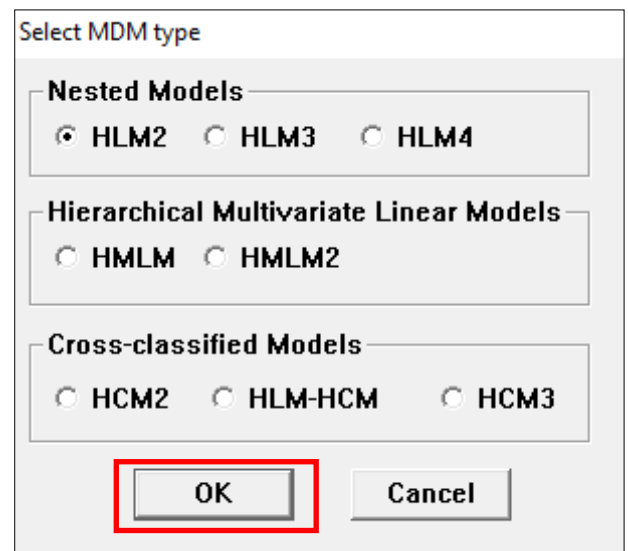 Select MDM type
Nested Models
HLM2 HLM3 HLM4
Hierarchical Multivariate Linear Models
HMLM HMLM2
Cross-classified Models
HCM2 HLM-HCM HCM3
OK Cancel